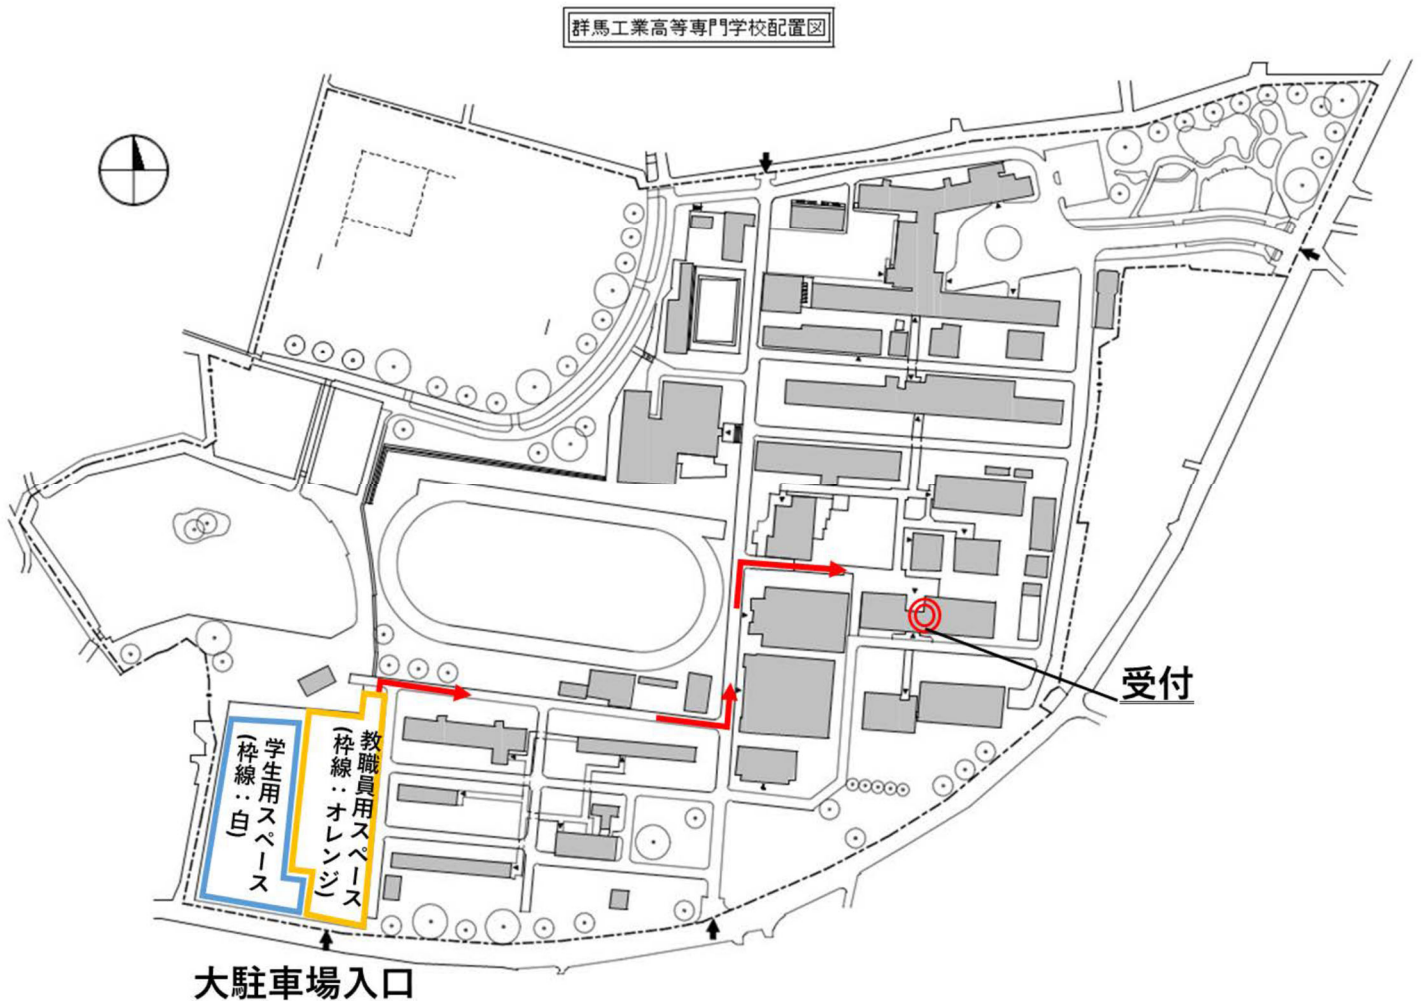 群馬工業高等専門学校配置図
受付
教職員用スペース
(枠線：オレンジ)
学生用スペース
(枠線：白)
大駐車場入口